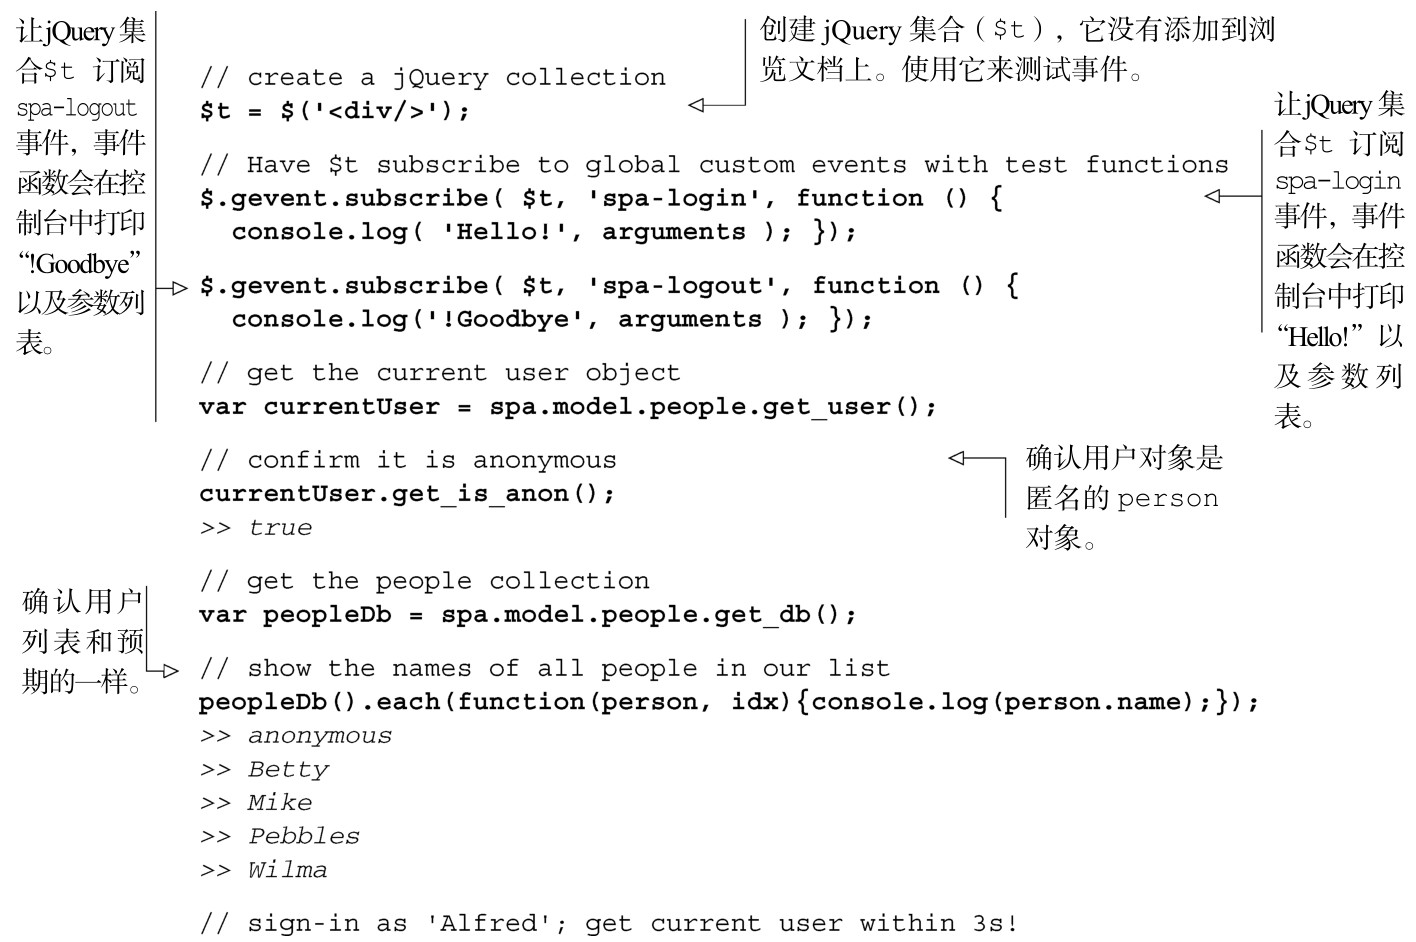 让jQuery 集
合$t 订阅
spa-logout
事件，事件
函数会在控
制台中打印
“!Goodbye”
以及参数列
表。
创建 jQuery 集合（$t），它没有添加到浏
览文档上。使用它来测试事件。
// create a jQuery collection
$t = $('<div/>');
让jQuery 集
合$t 订阅
spa-login
事件，事件
函数会在控
制台中打印
“Hello!” 以
及参数列
表。
// Have $t subscribe to global custom events with test functions
$.gevent.subscribe( $t, 'spa-login', function () {
  console.log( 'Hello!', arguments ); });
$.gevent.subscribe( $t, 'spa-logout', function () {
  console.log('!Goodbye', arguments ); });
// get the current user object
var currentUser = spa.model.people.get_user();
// confirm it is anonymous
currentUser.get_is_anon();
>> true
确认用户对象是
匿名的 person
对象。
// get the people collection
var peopleDb = spa.model.people.get_db();
确认用户
列表和预
期的一样。
// show the names of all people in our list
peopleDb().each(function(person, idx){console.log(person.name);});
>> anonymous
>> Betty
>> Mike
>> Pebbles
>> Wilma
// sign-in as 'Alfred'; get current user within 3s!